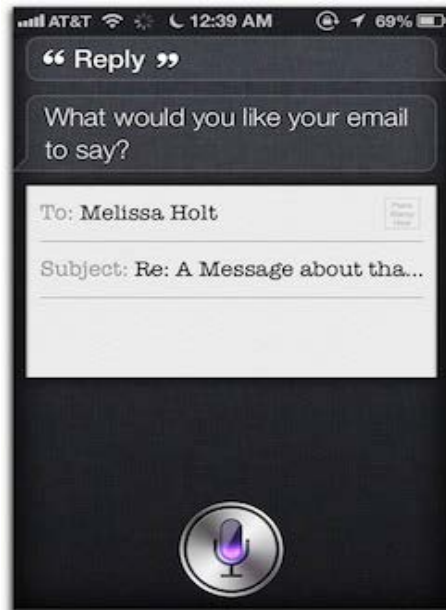 AT&T 12:39 AM 69%
“ Reply ”
What would you like your email
to say?
To: Melissa Holt
Subject: Re: A Message about tha...